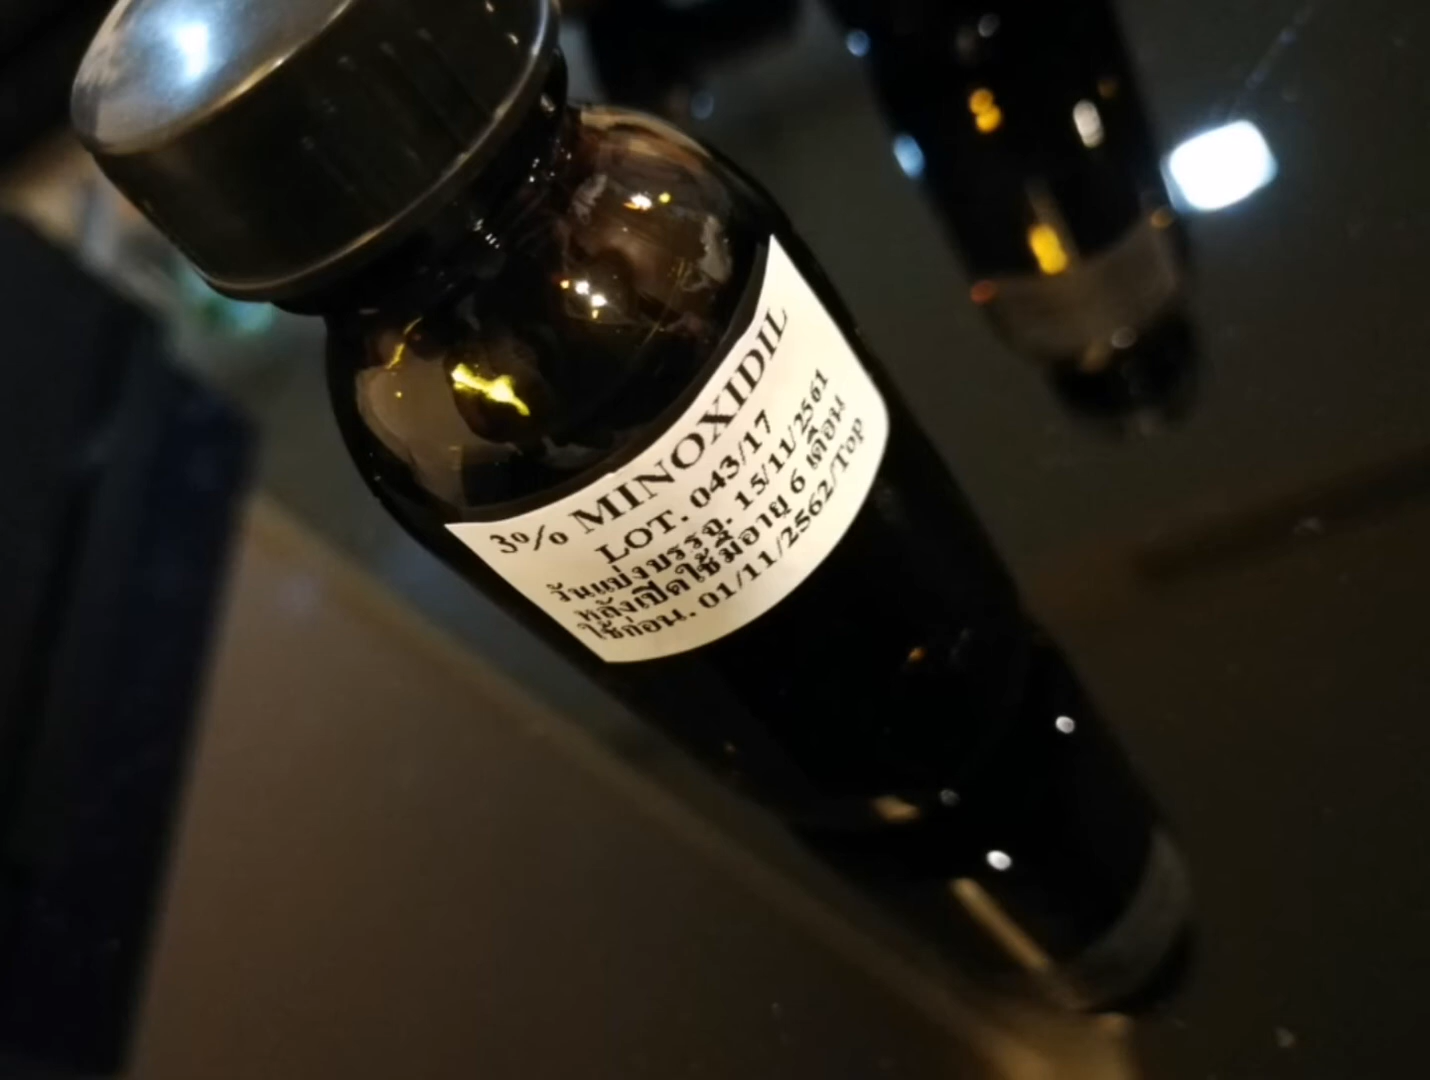 3% MINOXIDIL
LOT. 043/17
วันแบ่งบรรจุ. 15/11/2561
หลังเปิดใช้มีอายุ 6 เดือน
ใช้ก่อน. 01/11/2562/Top